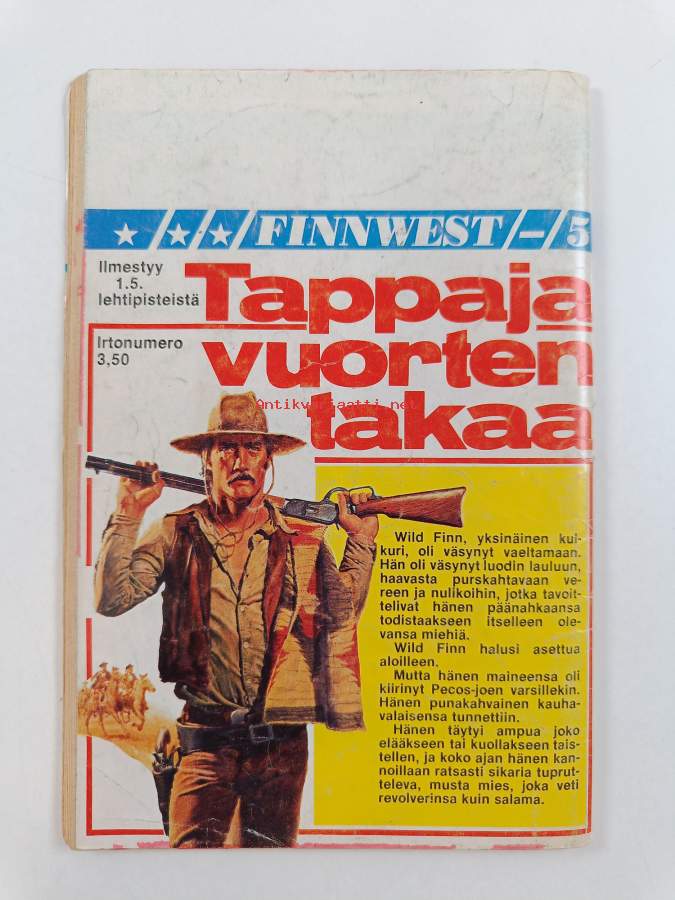 FINNWEST/-/5
Ilmestyy
1.5.
lehtipisteistä
Tappaja
vuorten
takaa
Irtonumero
3,50
Antikvariaatti.net
Wild Finn, yksinäinen kul-
kuri, oli väsynyt vaeltamaan.
Hän oli väsynyt luodin lauluun,
haavasta purskahtavaan ve-
reen ja nulikoihin, jotka tavoit-
telivat hänen päänahkaansa
todistaakseen itselleen ole-
vansa miehiä.
Wild Finn halusi asettua
aloilleen.
Mutta hänen maineensa oli
kiirinyt Pecos-joen varsillekin.
Hänen punakahvainen kauha-
valaisensa tunnettiin.
Hänen täytyi ampua joko
elääkseen tai kuollakseen tais-
tellen, ja koko ajan hänen kan-
noillaan ratsasti sikaria tuprut-
televa, musta mies, joka veti
revolverinsa kuin salama.